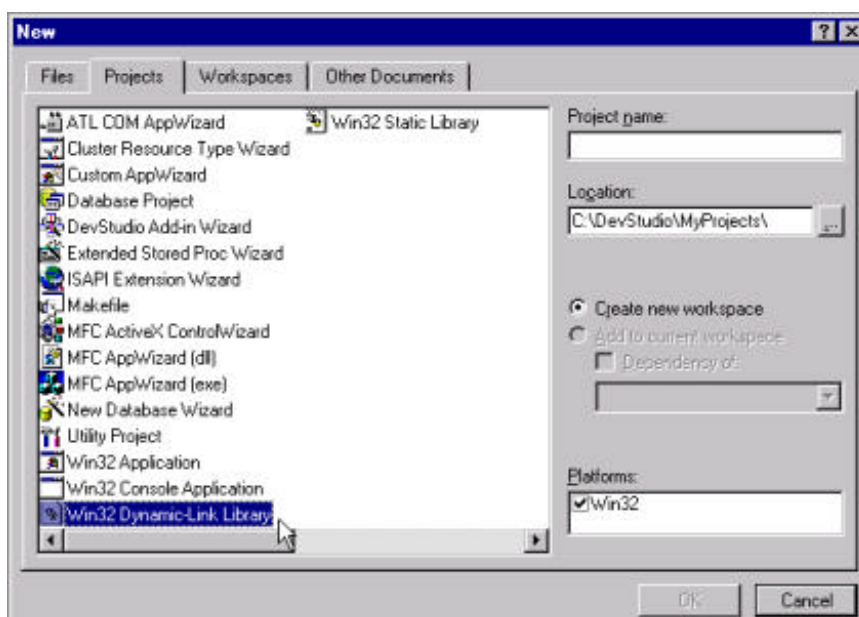 New
Files
Projects
Workspaces
Other Documents
ATL COM AppWizard
Cluster Resource Type Wizard
Custom AppWizard
Database Project
DevStudio Add-in Wizard
Extended Stored Proc Wizard
ISAPI Extension Wizard
Makefile
MFC ActiveX ControlWizard
MFC AppWizard (dll)
MFC AppWizard (exe)
New Database Wizard
Utility Project
Win32 Application
Win32 Console Application
Win32 Dynamic-Link Library
Win32 Static Library
Project name:
Location:
C:\DevStudio\MyProjects\
...
Create new workspace
Add to current workspace
Dependency of:
Platforms:
Win32
OK
Cancel